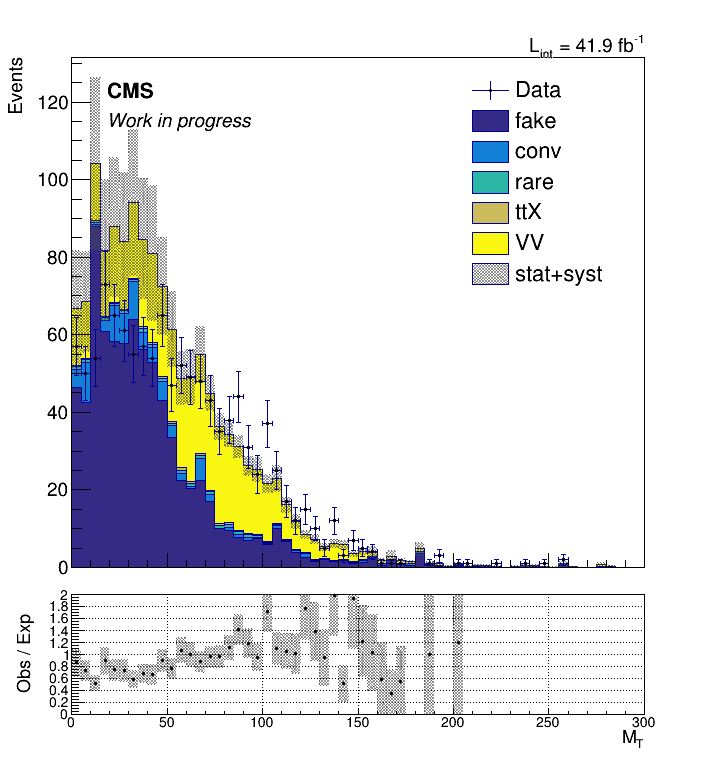 L_int = 41.9 fb^-1
Events
CMS
Work in progress
Data
fake
conv
rare
ttX
VV
stat+syst
120
100
80
60
40
20
0
Obs / Exp
2
1.8
1.6
1.4
1.2
1
0.8
0.6
0.4
0.2
0
0 50 100 150 200 250 300
M_T